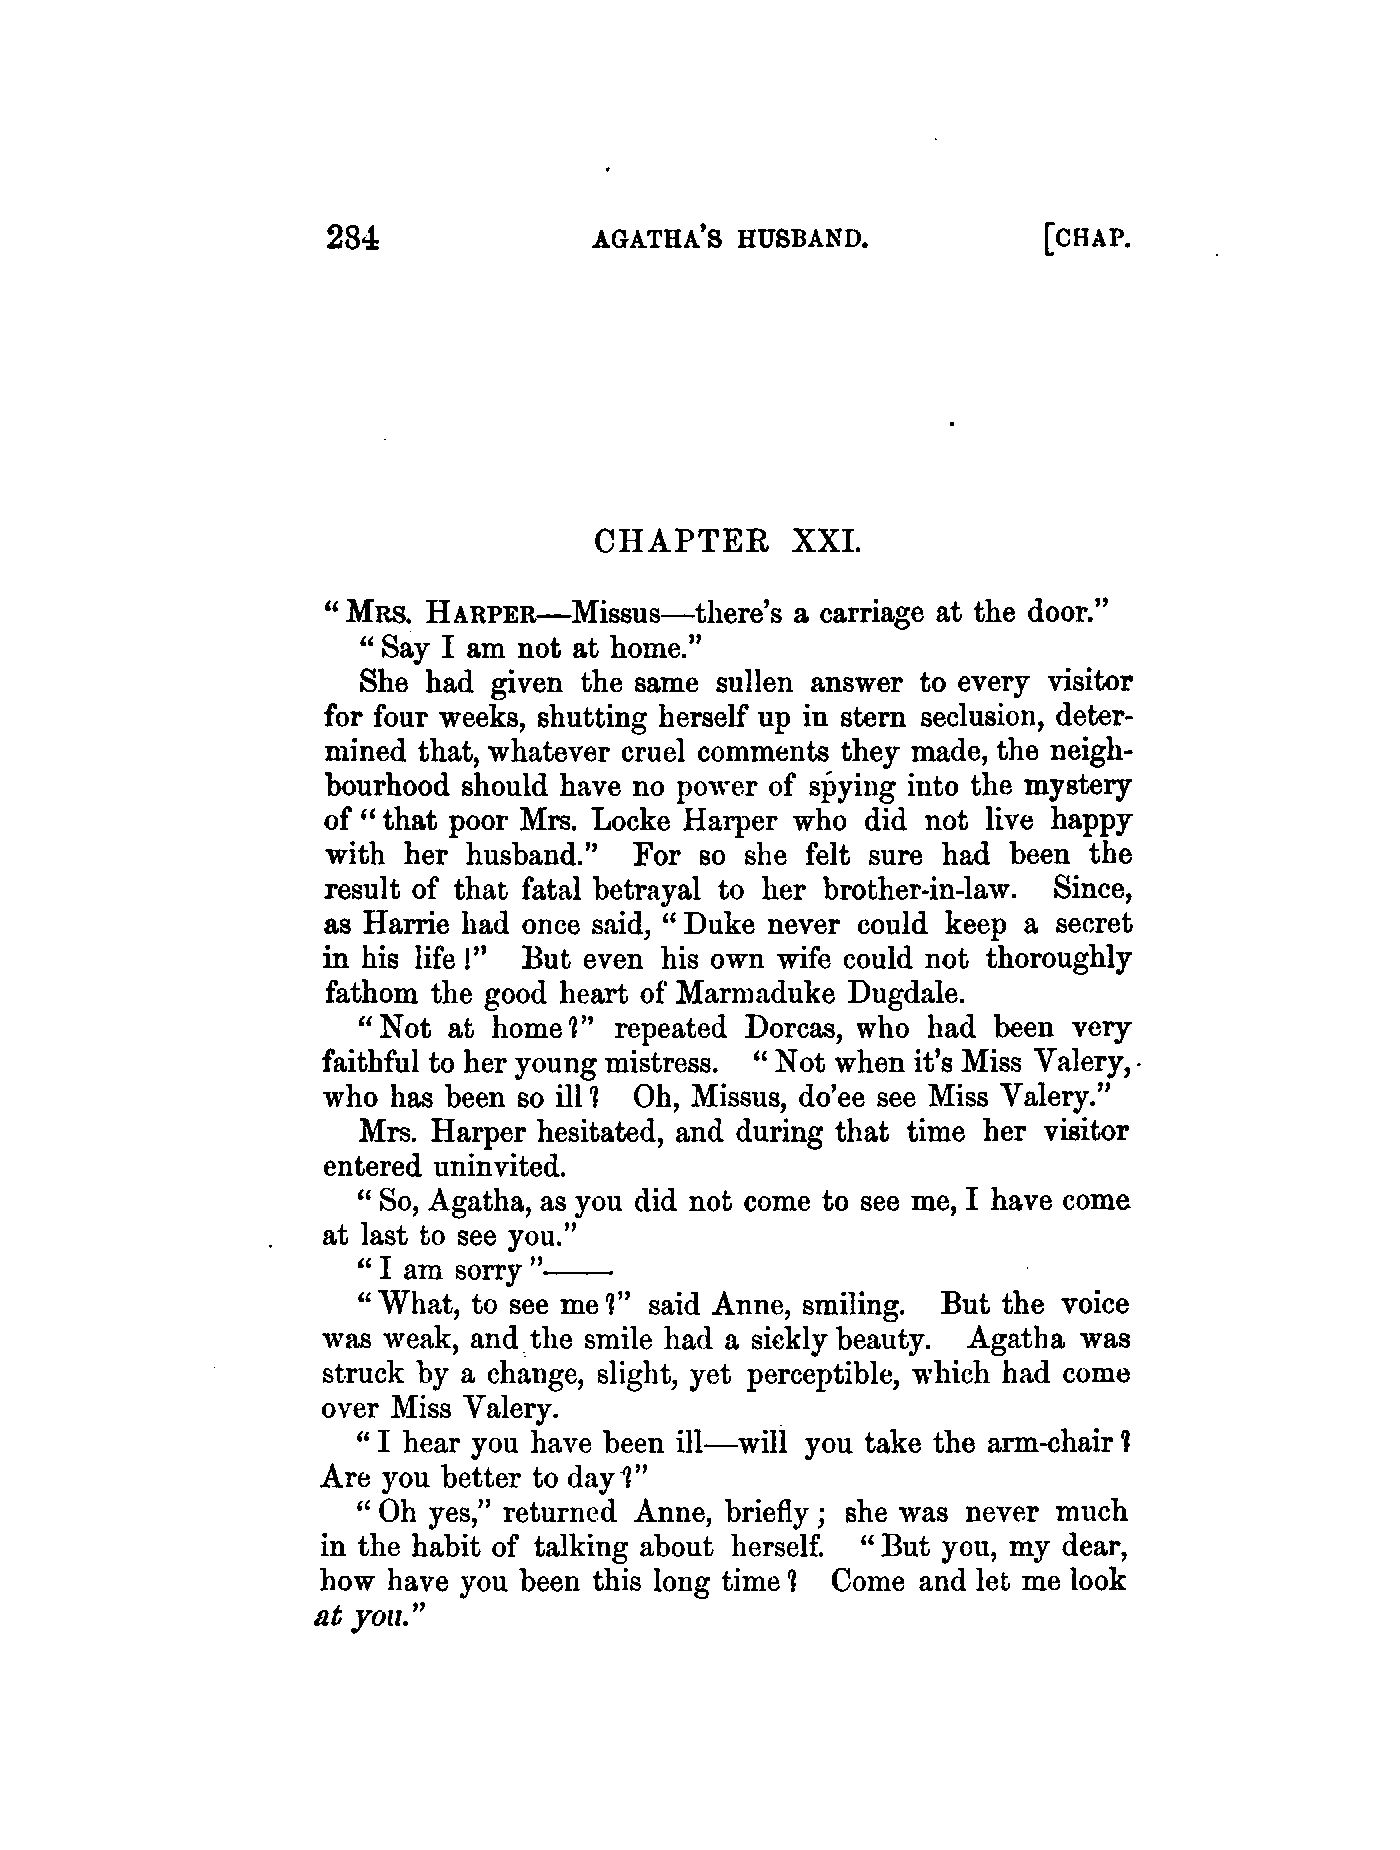 284 AGATHA'S HUSBAND. [CHAP.
CHAPTER XXI.
"MRS. HARPER—Missus—there's a carriage at the door."
"Say I am not at home."
She had given the same sullen answer to every visitor
for four weeks, shutting herself up in stern seclusion, deter-
mined that, whatever cruel comments they made, the neigh-
bourhood should have no power of spying into the mystery
of "that poor Mrs. Locke Harper who did not live happy
with her husband." For so she felt sure had been the
result of that fatal betrayal to her brother-in-law. Since,
as Harrie had once said, "Duke never could keep a secret
in his life!" But even his own wife could not thoroughly
fathom the good heart of Marmaduke Dugdale.
"Not at home?" repeated Dorcas, who had been very
faithful to her young mistress. "Not when it's Miss Valery,
who has been so ill? Oh, Missus, do'ee see Miss Valery."
Mrs. Harper hesitated, and during that time her visitor
entered uninvited.
"So, Agatha, as you did not come to see me, I have come
at last to see you."
"I am sorry"——
"What, to see me?" said Anne, smiling. But the voice
was weak, and the smile had a sickly beauty. Agatha was
struck by a change, slight, yet perceptible, which had come
over Miss Valery.
"I hear you have been ill—will you take the arm-chair?
Are you better to day?"
"Oh yes," returned Anne, briefly; she was never much
in the habit of talking about herself. "But you, my dear,
how have you been this long time? Come and let me look
at you."